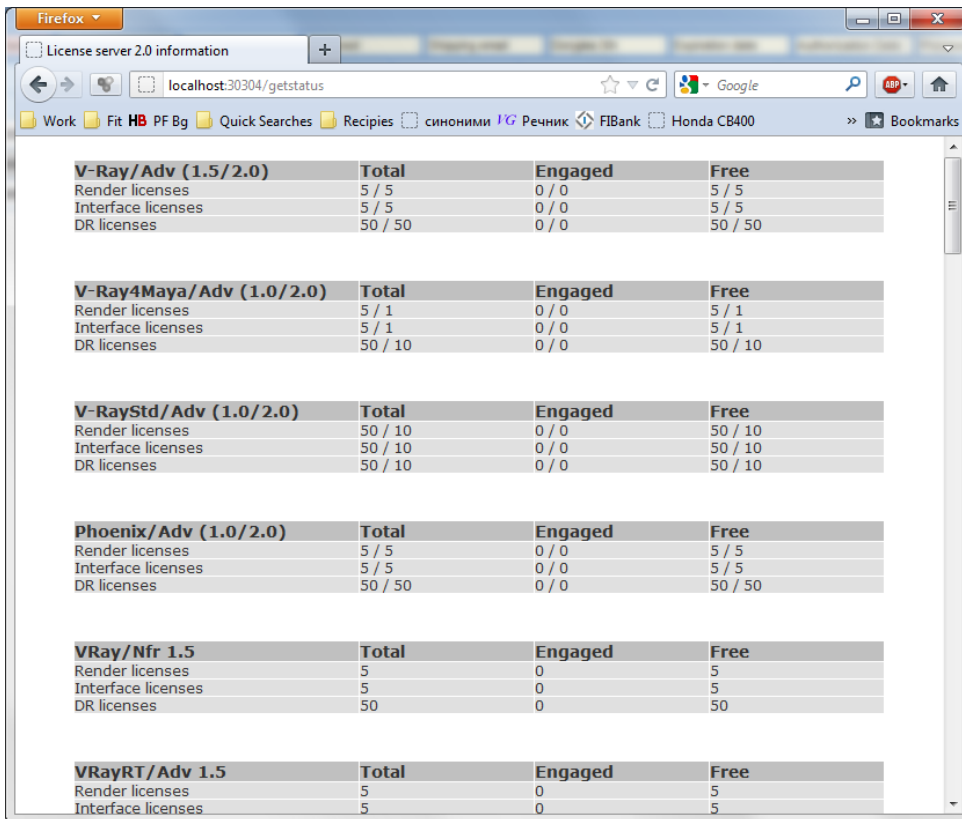 Firefox
License server 2.0 information
localhost:30304/getstatus
Google
ABP
Work Fit HB PF Bg Quick Searches Recipies синоними VG Речник FIBank Honda CB400 » Bookmarks
V-Ray/Adv (1.5/2.0) Total Engaged Free
Render licenses 5 / 5 0 / 0 5 / 5
Interface licenses 5 / 5 0 / 0 5 / 5
DR licenses 50 / 50 0 / 0 50 / 50
V-Ray4Maya/Adv (1.0/2.0) Total Engaged Free
Render licenses 5 / 1 0 / 0 5 / 1
Interface licenses 5 / 1 0 / 0 5 / 1
DR licenses 50 / 10 0 / 0 50 / 10
V-RayStd/Adv (1.0/2.0) Total Engaged Free
Render licenses 50 / 10 0 / 0 50 / 10
Interface licenses 50 / 10 0 / 0 50 / 10
DR licenses 50 / 10 0 / 0 50 / 10
Phoenix/Adv (1.0/2.0) Total Engaged Free
Render licenses 5 / 5 0 / 0 5 / 5
Interface licenses 5 / 5 0 / 0 5 / 5
DR licenses 50 / 50 0 / 0 50 / 50
VRay/Nfr 1.5 Total Engaged Free
Render licenses 5 0 5
Interface licenses 5 0 5
DR licenses 50 0 50
VRayRT/Adv 1.5 Total Engaged Free
Render licenses 5 0 5
Interface licenses 5 0 5